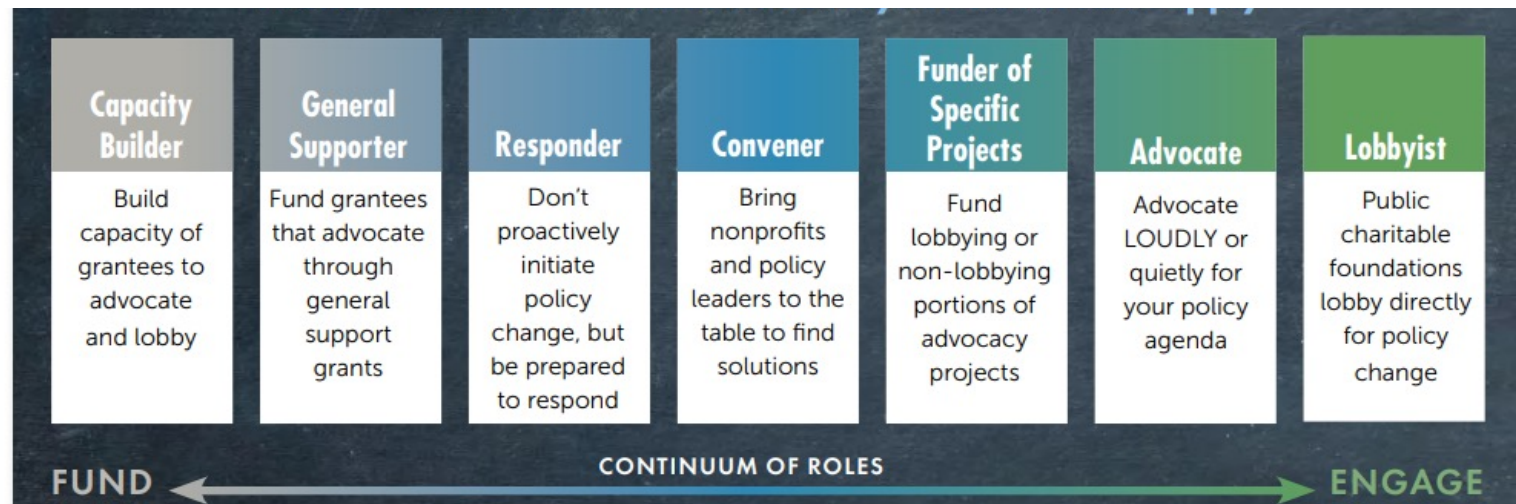 Capacity
Builder
Build
capacity of
grantees to
advocate
and lobby
General
Supporter
Fund grantees
that advocate
through
general
support
grants
Responder
Don't
proactively
initiate
policy
change, but
be prepared
to respond
Convener
Bring
nonprofits
and policy
leaders to the
table to find
solutions
Funder of
Specific
Projects
Fund
lobbying or
non-lobbying
portions of
advocacy
projects
Advocate
Advocate
LOUDLY or
quietly for
your policy
agenda
Lobbyist
Public
charitable
foundations
lobby directly
for policy
change
FUND
CONTINUUM OF ROLES
ENGAGE